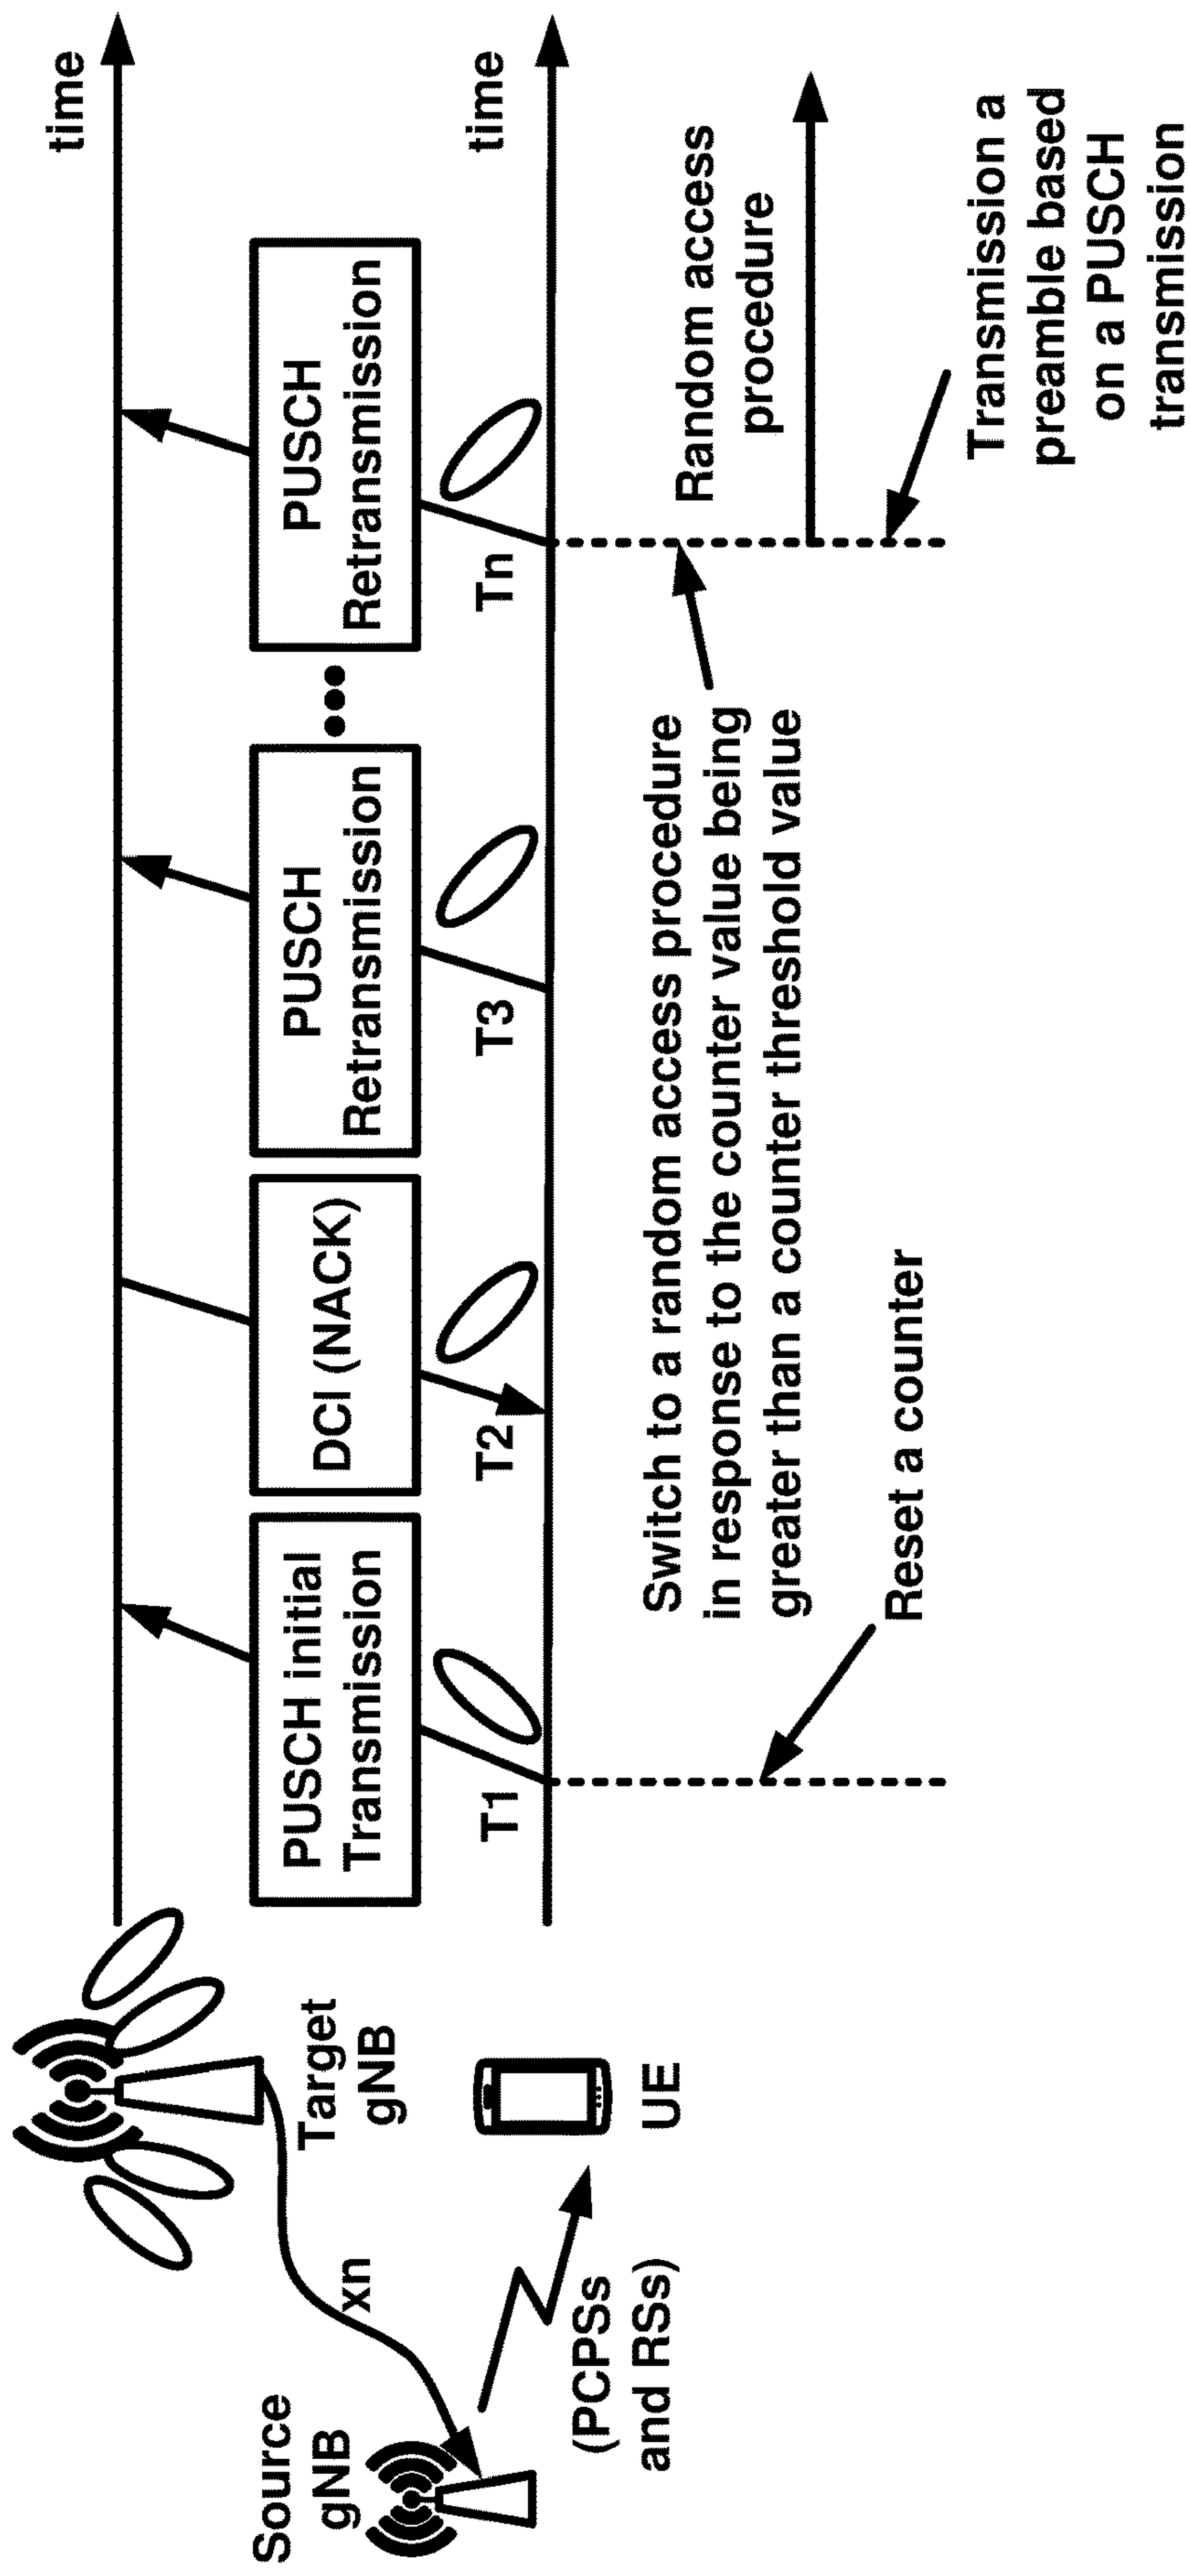 time
Target
gNB
PUSCH initial
Transmission
DCI (NACK)
PUSCH
Retransmission
PUSCH
Retransmission
Source
gNB
xn
T1
T2
T3
Tn
time
UE
(PCPSs
and RSs)
Switch to a random access procedure
in response to the counter value being
greater than a counter threshold value
Random access
procedure
Reset a counter
Transmission a
preamble based
on a PUSCH
transmission